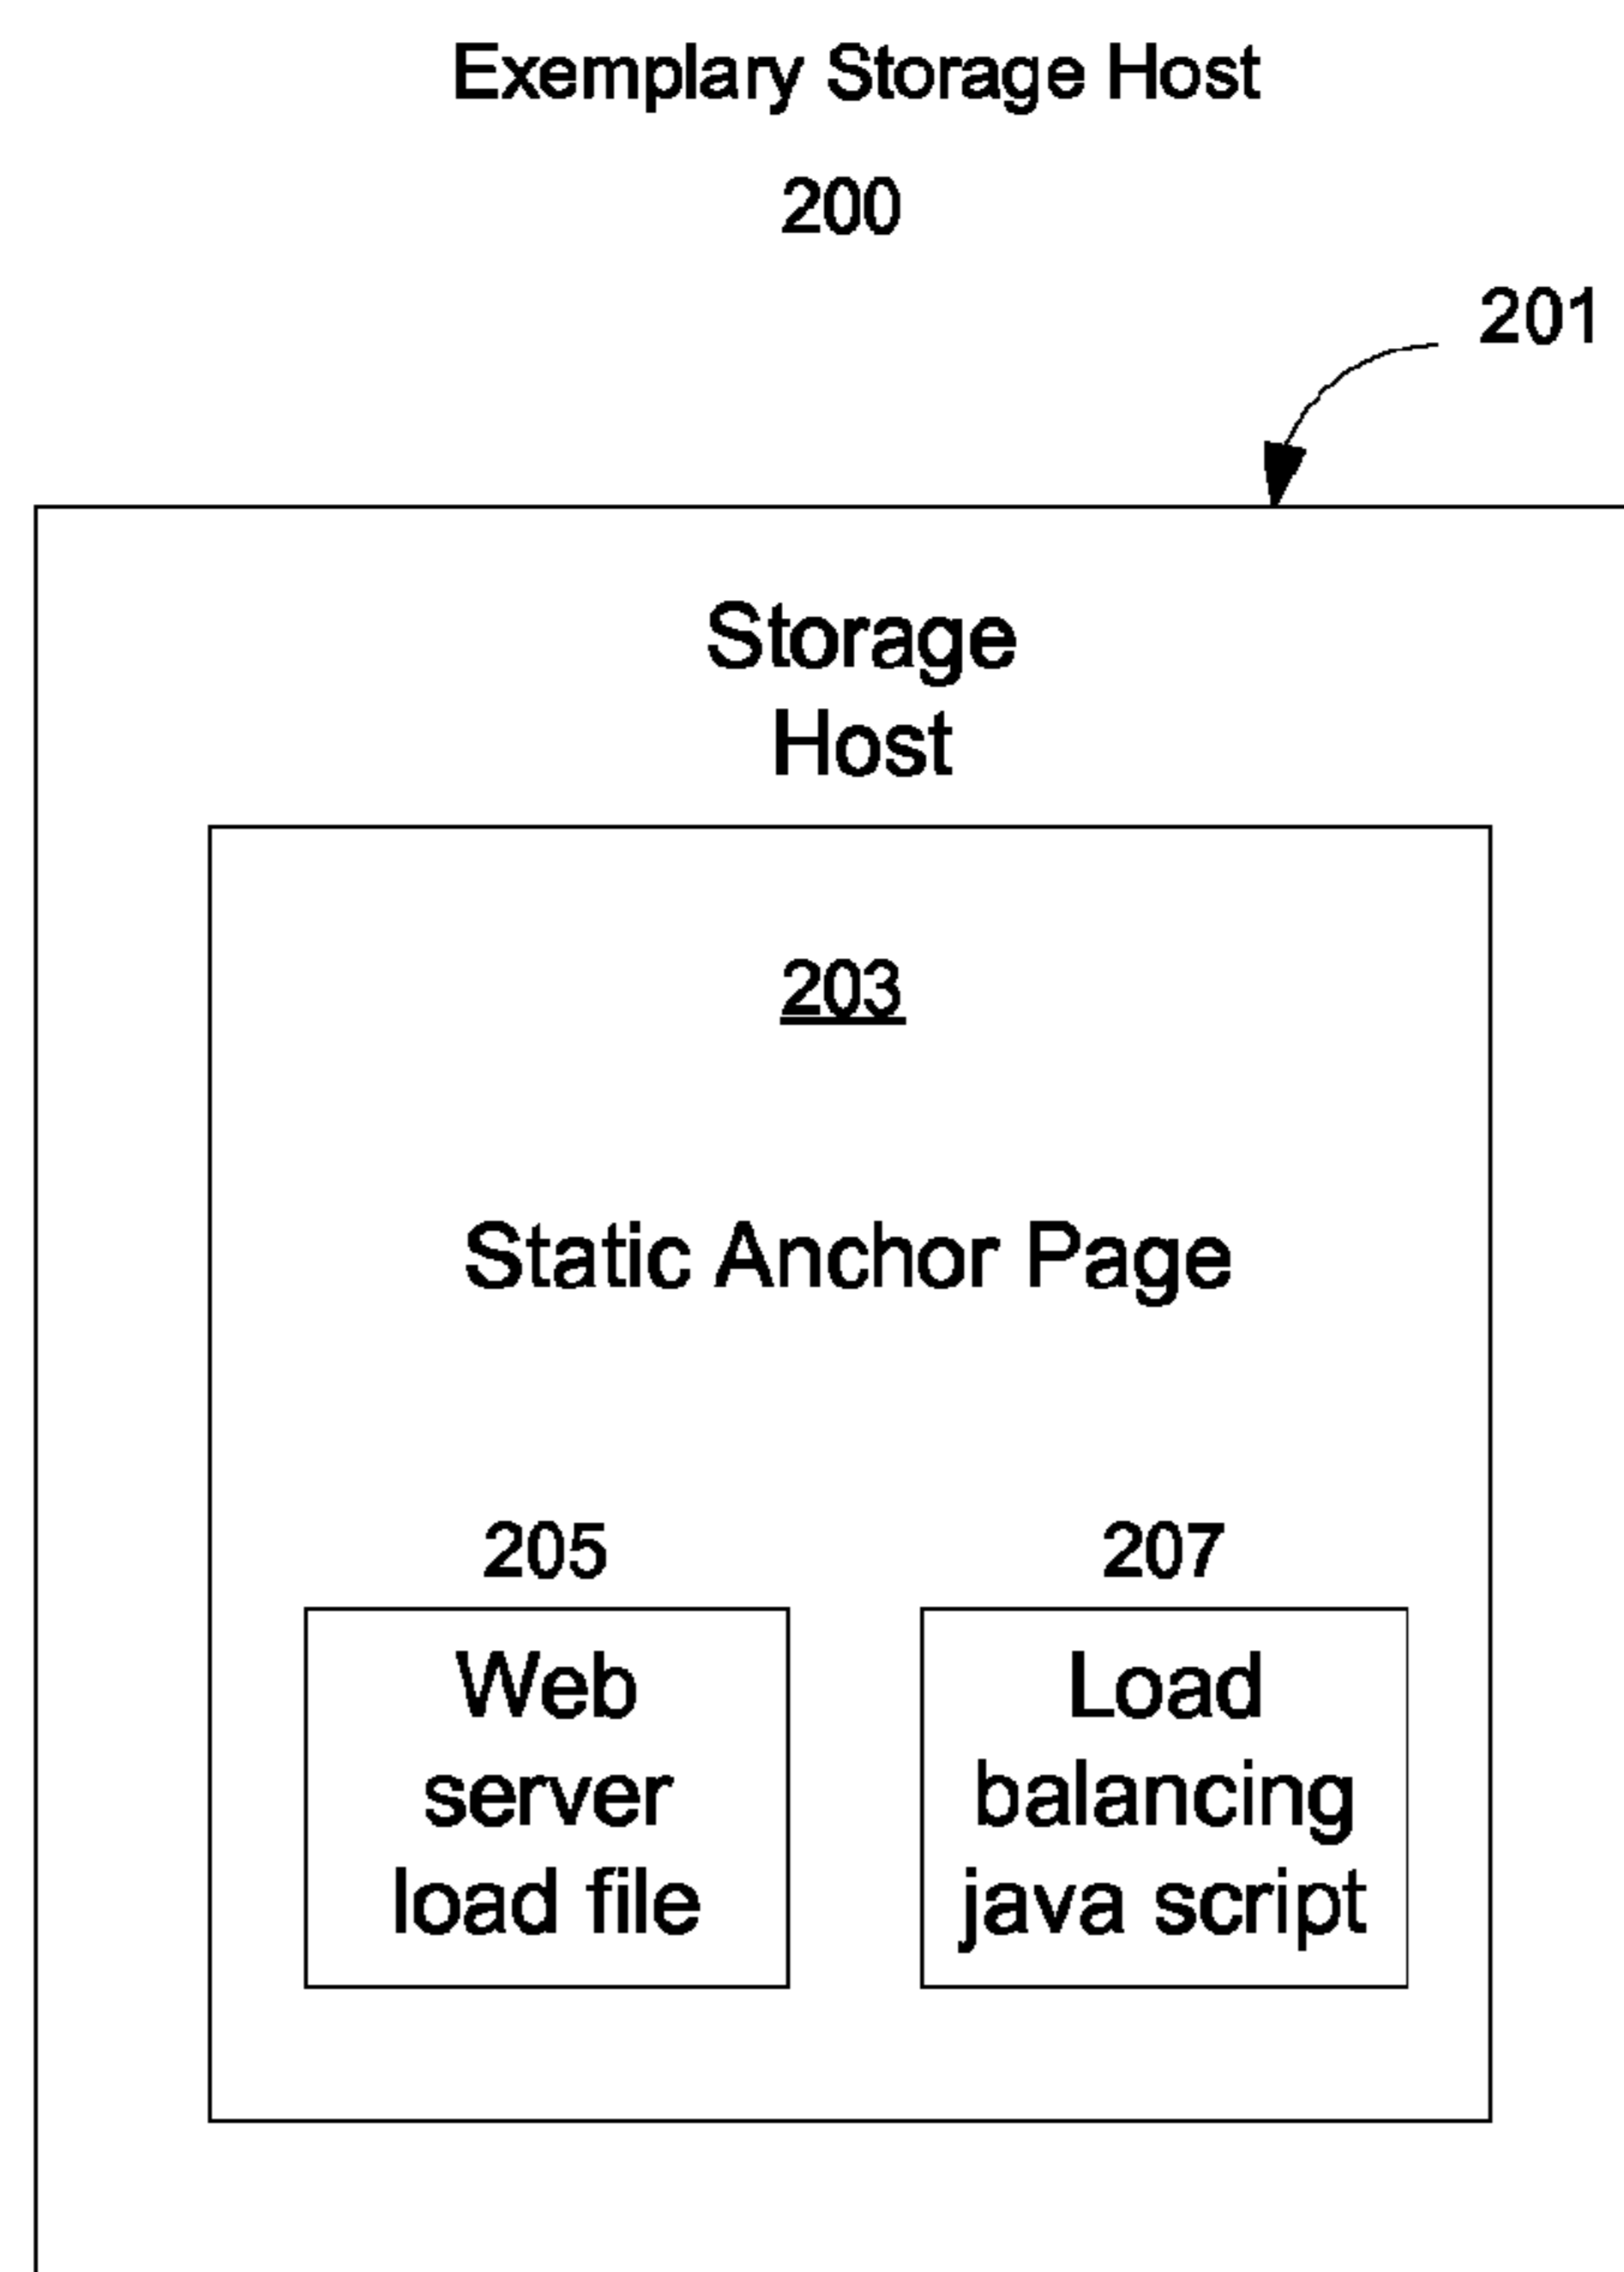 Exemplary Storage Host
200
201
Storage
Host
203
Static Anchor Page
205
207
Web
server
load file
Load
balancing
java script